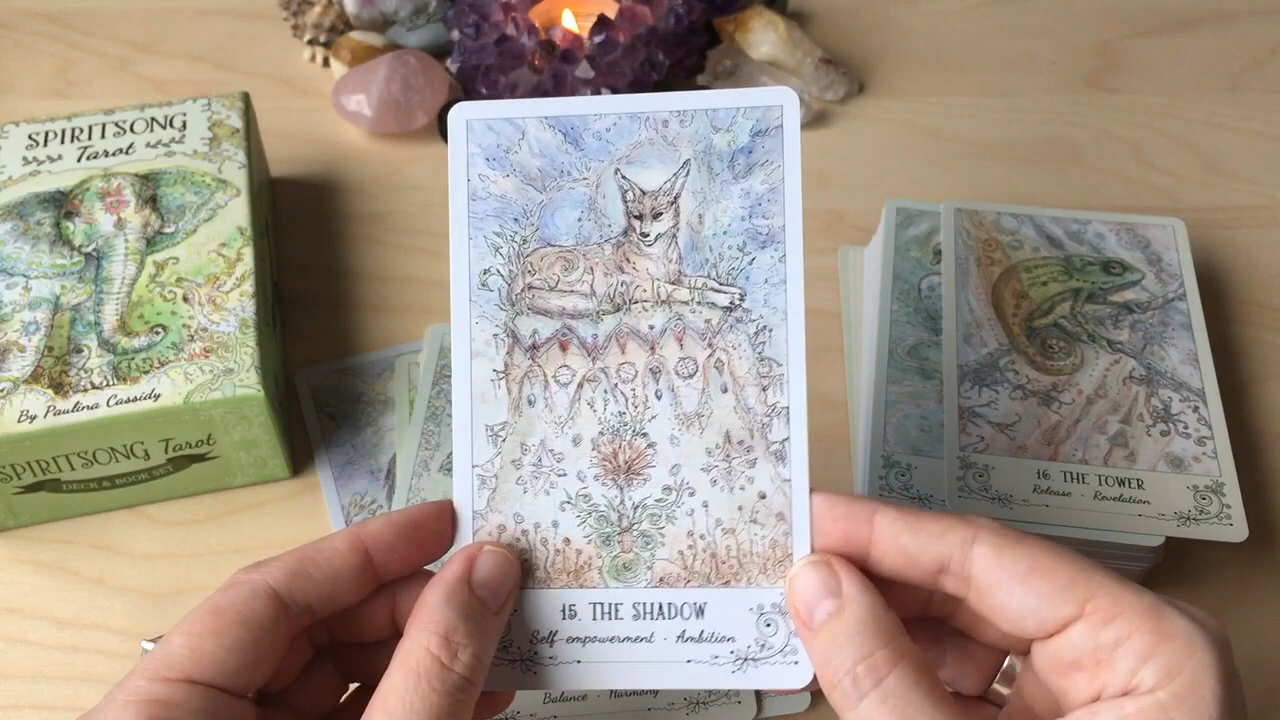 SPIRITSONG
Tarot
By Paulina Cassidy
SPIRITSONG Tarot
DECK & BOOK SET
15. THE SHADOW
Self-empowerment · Ambition
16. THE TOWER
Release · Revelation
Balance · Harmony